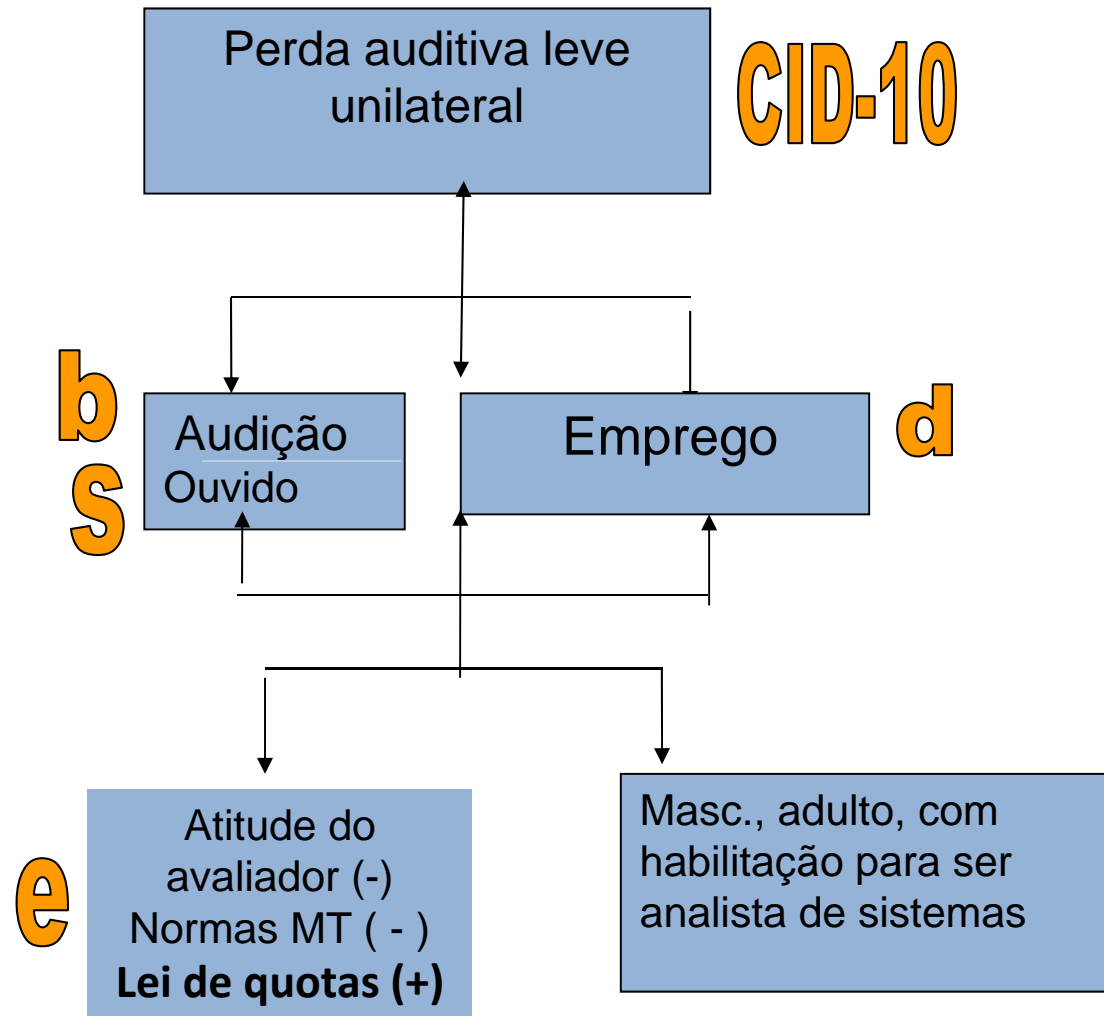 Perda auditiva leve
unilateral
CID-10
b
s
Audição
Ouvido
Emprego
d
e
Atitude do
avaliador (-)
Normas MT ( - )
Lei de quotas (+)
Masc., adulto, com
habilitação para ser
analista de sistemas